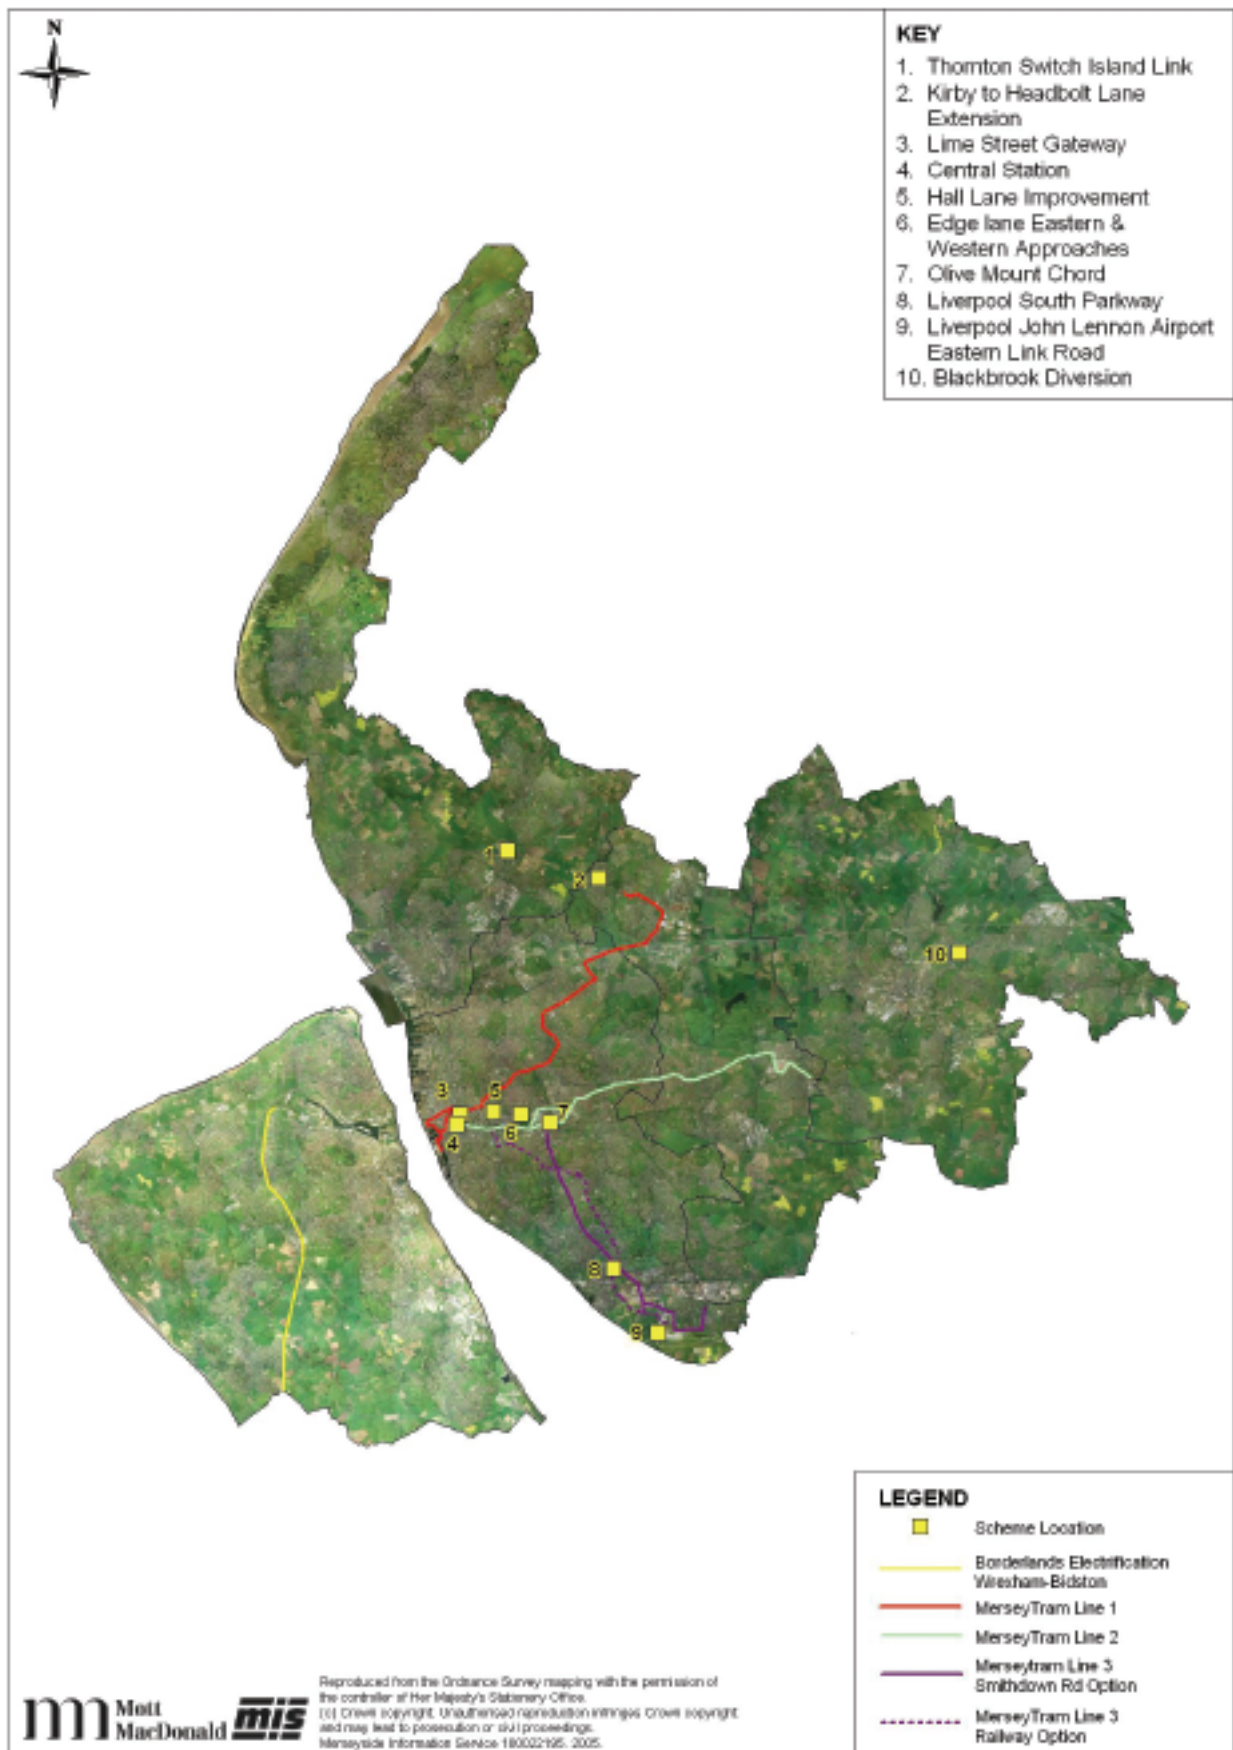 N
KEY
1. Thornton Switch Island Link
2. Kirby to Headbolt Lane
Extension
3. Lime Street Gateway
4. Central Station
5. Hall Lane Improvement
6. Edge lane Eastern &
Western Approaches
7. Olive Mount Chord
8. Liverpool South Parkway
9. Liverpool John Lennon Airport
Eastern Link Road
10. Blackbrook Diversion
1
2
10
3
5
7
6
4
8
9
LEGEND
Scheme Location
Borderlands Electrification
Wrexham-Bidston
MerseyTram Line 1
MerseyTram Line 2
Merseytram Line 3
Smithdown Rd Option
MerseyTram Line 3
Railway Option
Mott
MacDonald
mis
Reproduced from the Ordnance Survey mapping with the permission of
the controller of Her Majesty's Stationery Office.
(c) Crown copyright. Unauthorised reproduction infringes Crown copyright
and may lead to prosecution or civil proceedings.
Merseyside Information Service 100022195. 2005.